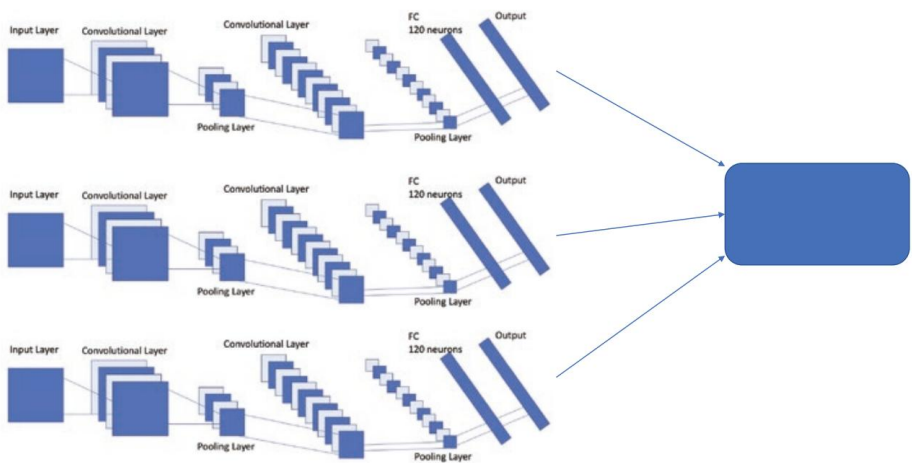 Input Layer
Convolutional Layer
Pooling Layer
Convolutional Layer
Pooling Layer
FC
120 neurons
Output
Input Layer
Convolutional Layer
Pooling Layer
Convolutional Layer
Pooling Layer
FC
120 neurons
Output
Input Layer
Convolutional Layer
Pooling Layer
Convolutional Layer
Pooling Layer
FC
120 neurons
Output